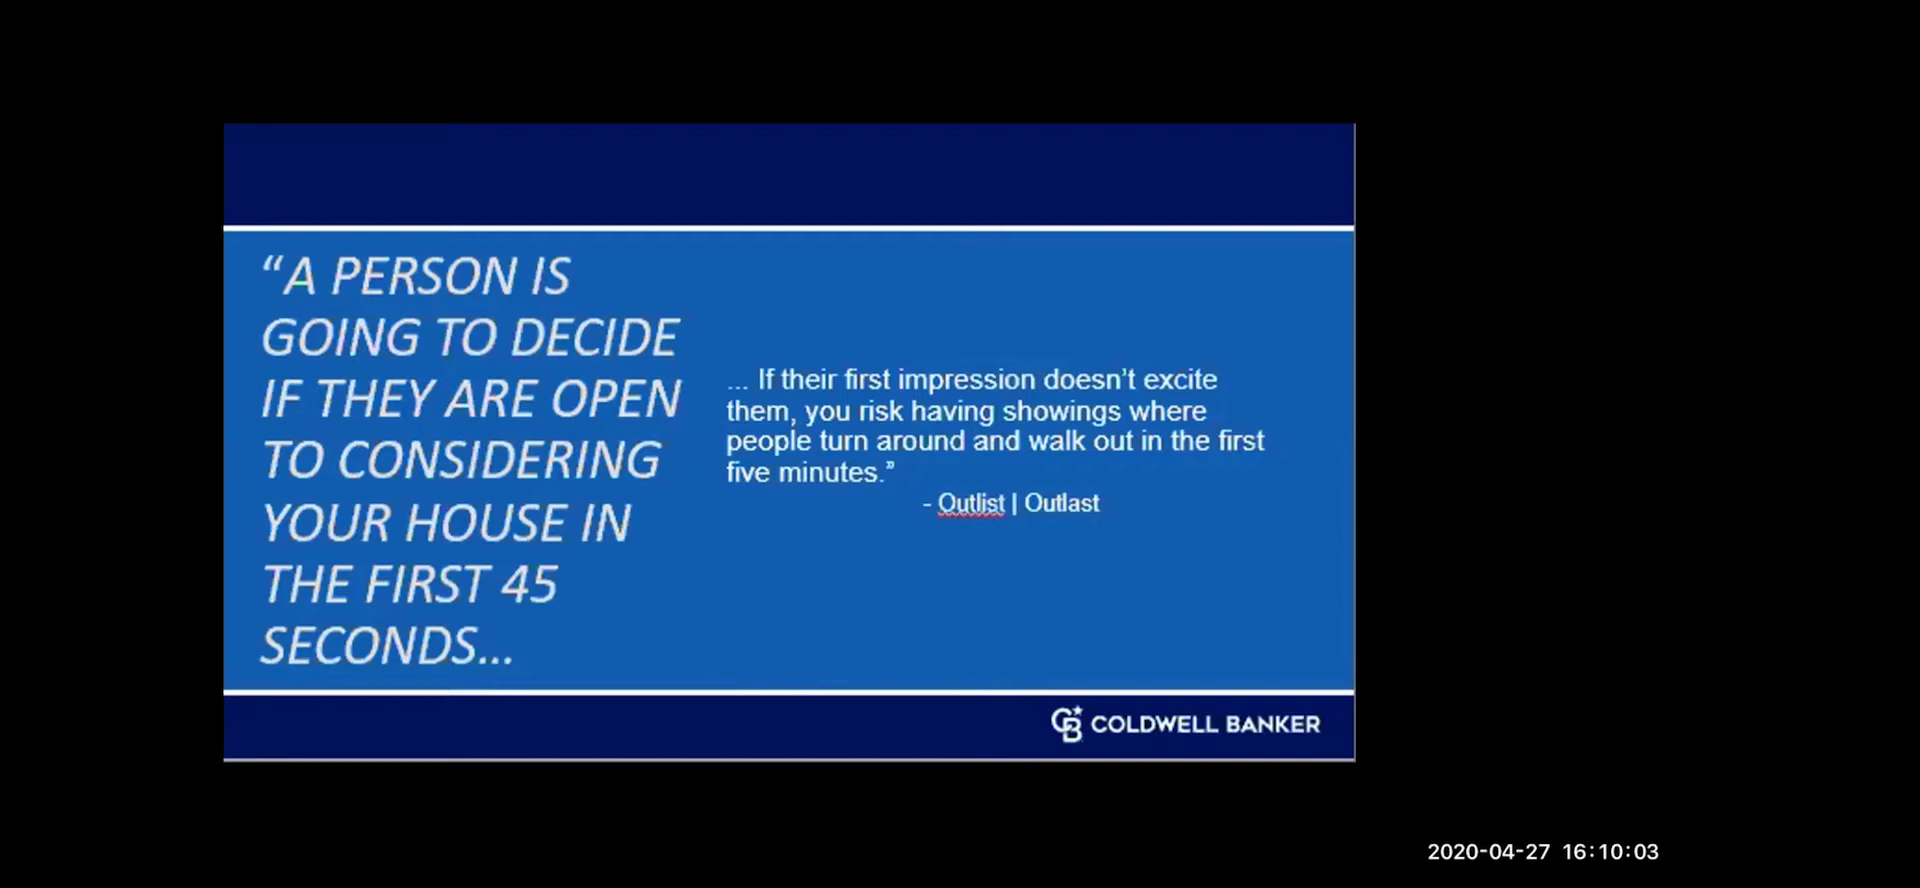 “A PERSON IS
GOING TO DECIDE
IF THEY ARE OPEN
TO CONSIDERING
YOUR HOUSE IN
THE FIRST 45
SECONDS...
... If their first impression doesn’t excite
them, you risk having showings where
people turn around and walk out in the first
five minutes.”
- Outlist | Outlast
CB COLDWELL BANKER
2020-04-27 16:10:03